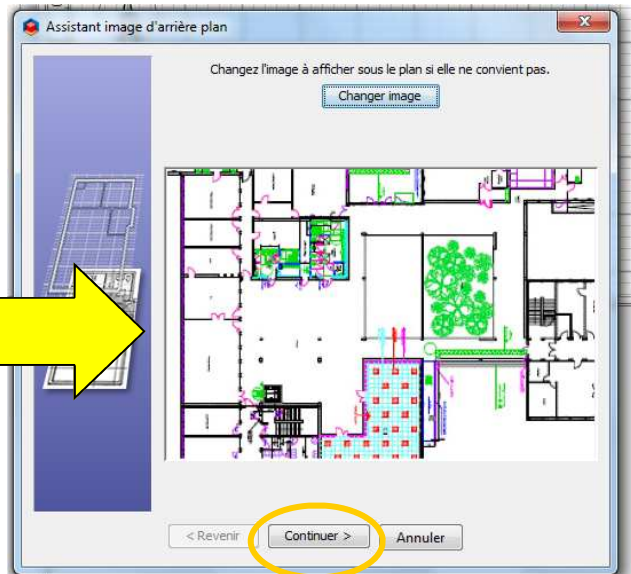 Assistant image d'arrière plan
Changez l'image à afficher sous le plan si elle ne convient pas.
Changer image
< Revenir
Continuer >
Annuler